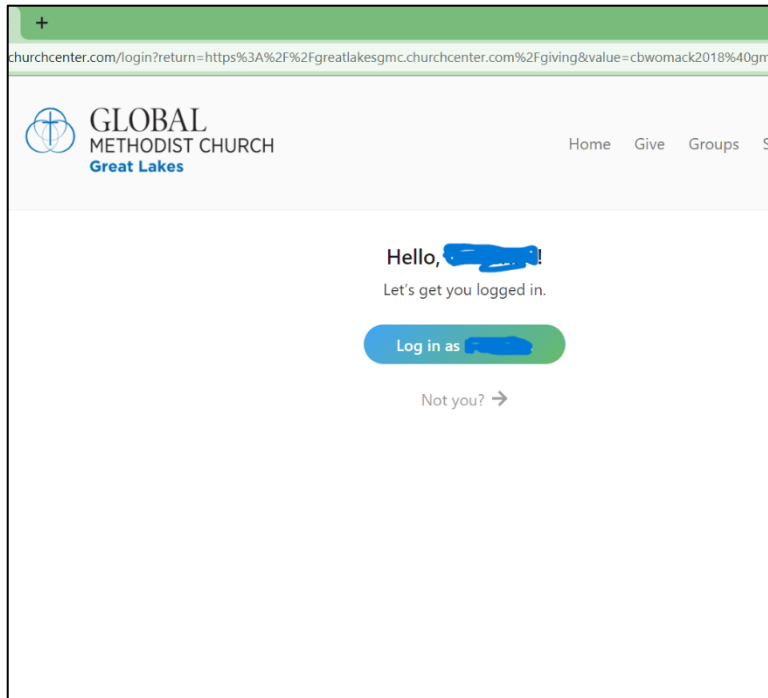 +
churchcenter.com/login?return=https%3A%2F%2Fgreatlakesgmc.churchcenter.com%2Fgiving&value=cbwomack2018%40gm
GLOBAL
METHODIST CHURCH
Great Lakes
Home Give Groups S
Hello, !
Let's get you logged in.
Log in as
Not you? →